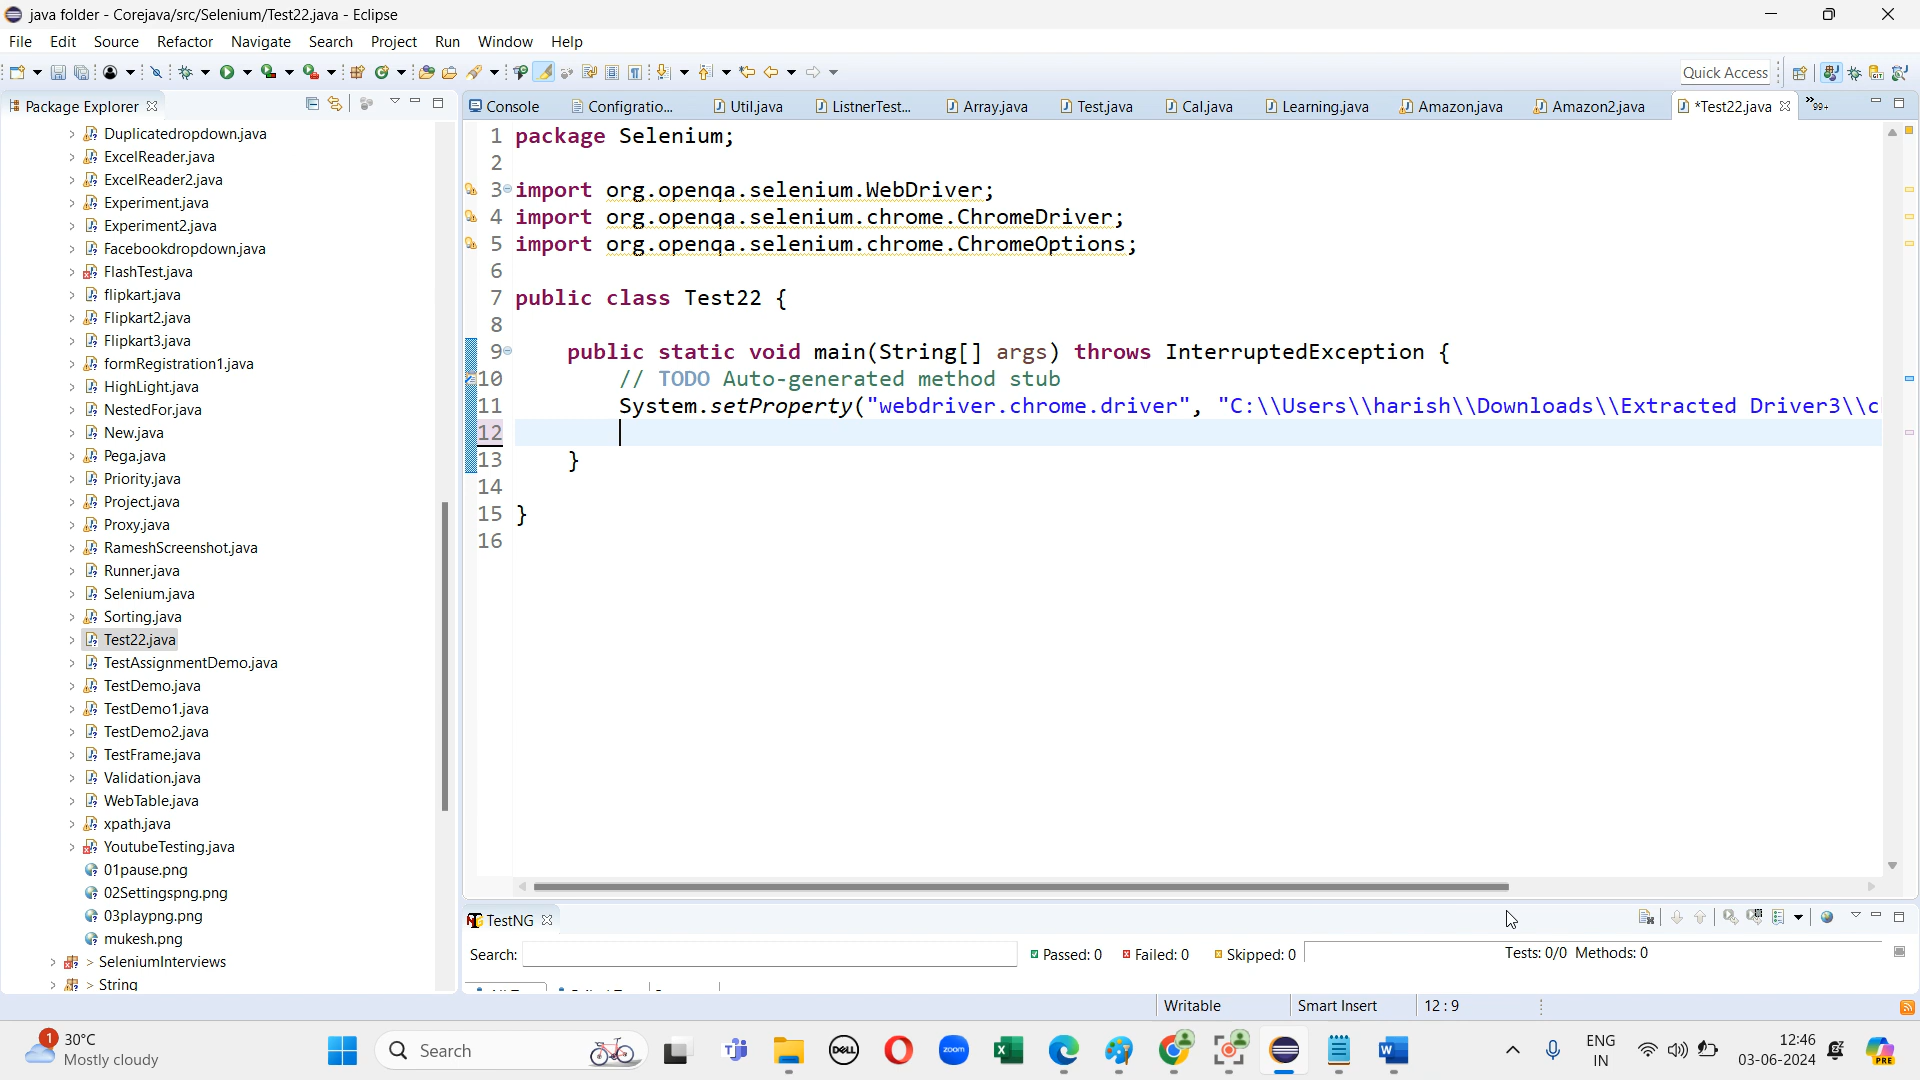 java folder - Corejava/src/Selenium/Test22.java - Eclipse
File Edit Source Refactor Navigate Search Project Run Window Help
Quick Access
Package Explorer
Console Configratio... Util.java ListnerTest... Array.java Test.java Cal.java Learning.java Amazon.java Amazon2.java *Test22.java »99+
Duplicatedropdown.java
ExcelReader.java
ExcelReader2.java
Experiment.java
Experiment2.java
Facebookdropdown.java
FlashTest.java
flipkart.java
Flipkart2.java
Flipkart3.java
formRegistration1.java
HighLight.java
NestedFor.java
New.java
Pega.java
Priority.java
Project.java
Proxy.java
RameshScreenshot.java
Runner.java
Selenium.java
Sorting.java
Test22.java
TestAssignmentDemo.java
TestDemo.java
TestDemo1.java
TestDemo2.java
TestFrame.java
Validation.java
WebTable.java
xpath.java
YoutubeTesting.java
01pause.png
02Settingspng.png
03playpng.png
mukesh.png
> SeleniumInterviews
> String
1 package Selenium;
2
3 import org.openqa.selenium.WebDriver;
4 import org.openqa.selenium.chrome.ChromeDriver;
5 import org.openqa.selenium.chrome.ChromeOptions;
6
7 public class Test22 {
8
9 public static void main(String[] args) throws InterruptedException {
10 // TODO Auto-generated method stub
11 System.setProperty("webdriver.chrome.driver", "C:\\Users\\harish\\Downloads\\Extracted Driver3\\c
12
13 }
14
15 }
16
TestNG
Search: Passed: 0 Failed: 0 Skipped: 0 Tests: 0/0 Methods: 0
Writable Smart Insert 12 : 9
1 30°C
Mostly cloudy
Search
DELL
zoom
ENG
IN
12:46
03-06-2024
PRE